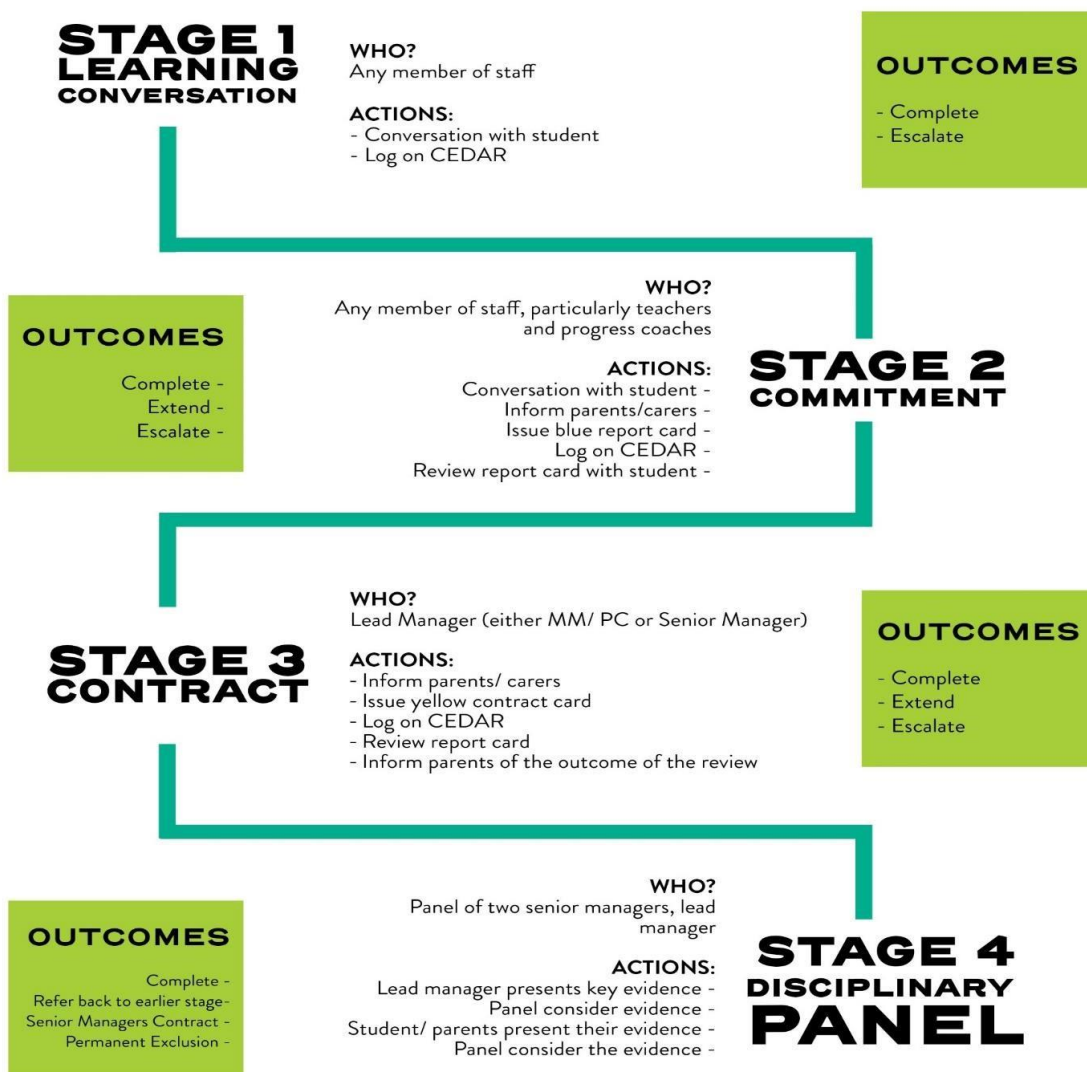 STAGE 1
LEARNING
CONVERSATION
WHO?
Any member of staff
ACTIONS:
- Conversation with student
- Log on CEDAR
OUTCOMES
- Complete
- Escalate
STAGE 2
COMMITMENT
WHO?
Any member of staff, particularly teachers
and progress coaches
ACTIONS:
Conversation with student -
Inform parents/carers -
Issue blue report card -
Log on CEDAR -
Review report card with student -
OUTCOMES
Complete -
Extend -
Escalate -
STAGE 3
CONTRACT
WHO?
Lead Manager (either MM/ PC or Senior Manager)
ACTIONS:
- Inform parents/ carers
- Issue yellow contract card
- Log on CEDAR
- Review report card
- Inform parents of the outcome of the review
OUTCOMES
- Complete
- Extend
- Escalate
STAGE 4
DISCIPLINARY
PANEL
WHO?
Panel of two senior managers, lead
manager
ACTIONS:
Lead manager presents key evidence -
Panel consider evidence -
Student/ parents present their evidence -
Panel consider the evidence -
OUTCOMES
Complete -
Refer back to earlier stage-
Senior Managers Contract -
Permanent Exclusion -